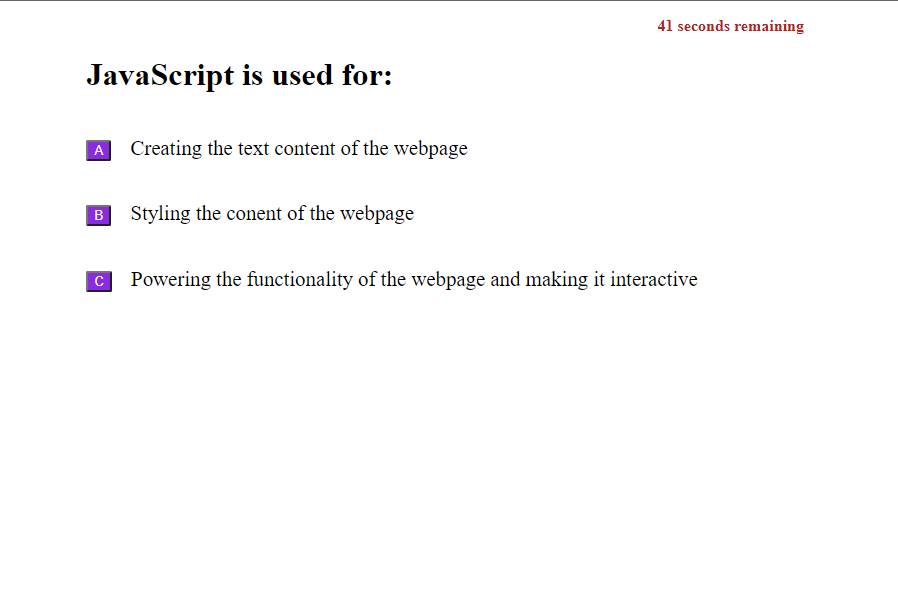 41 seconds remaining
JavaScript is used for:
A Creating the text content of the webpage
B Styling the conent of the webpage
C Powering the functionality of the webpage and making it interactive